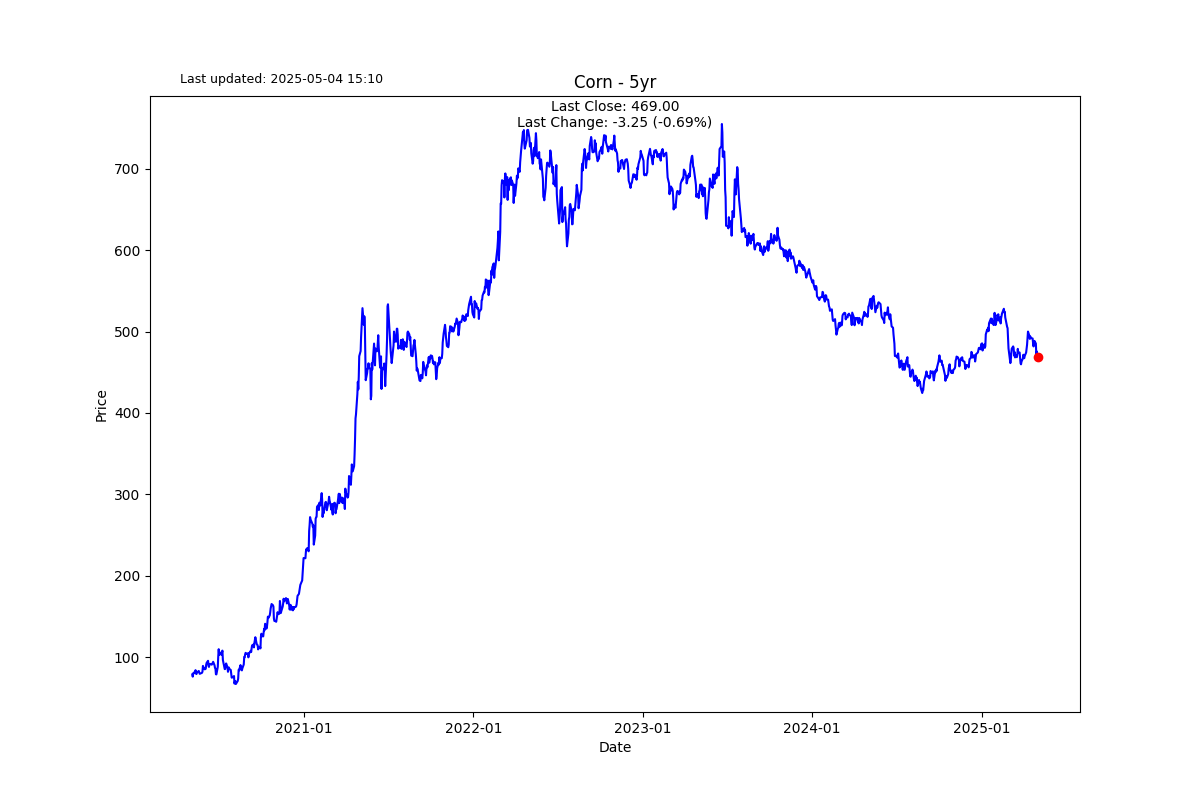 Last updated: 2025-05-04 15:10
Corn - 5yr
Last Close: 469.00
Last Change: -3.25 (-0.69%)
700
600
500
400
300
200
100
Price
2021-01
2022-01
2023-01
2024-01
2025-01
Date